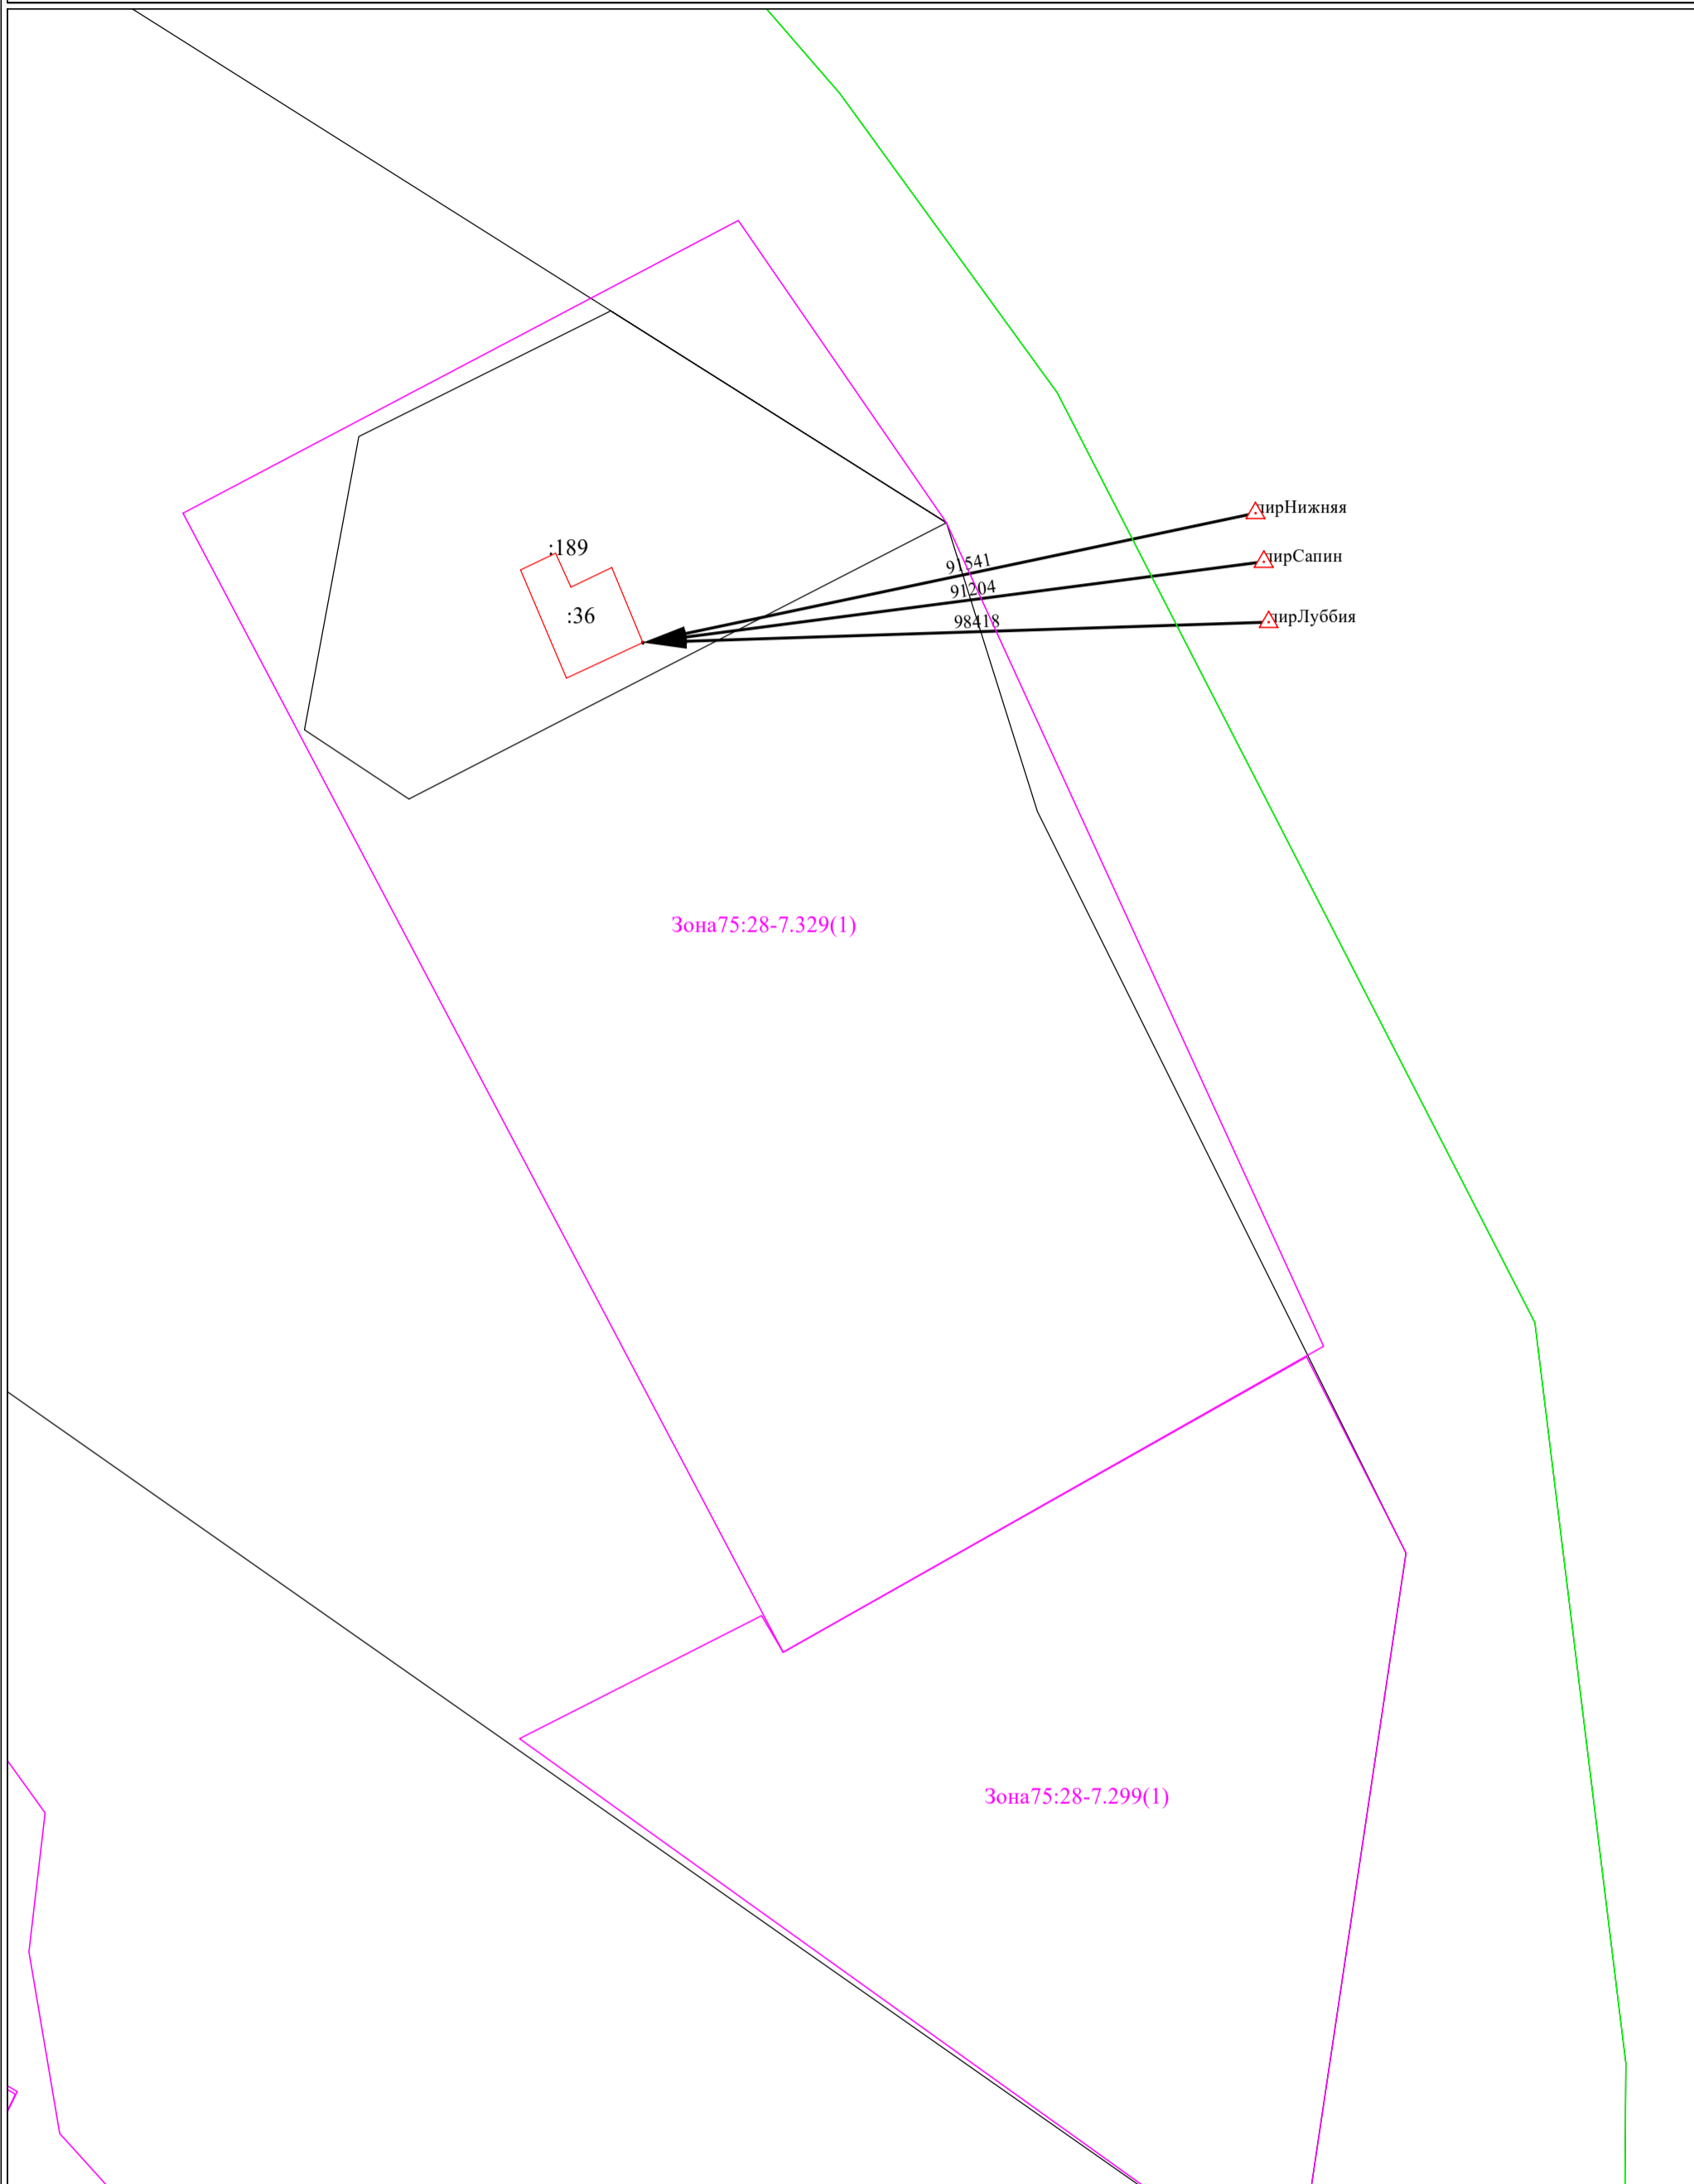 пирНижняя
:189
пирСапин
91541
91204
:36
пирЛуббия
98418
Зона75:28-7.329(1)
Зона75:28-7.299(1)